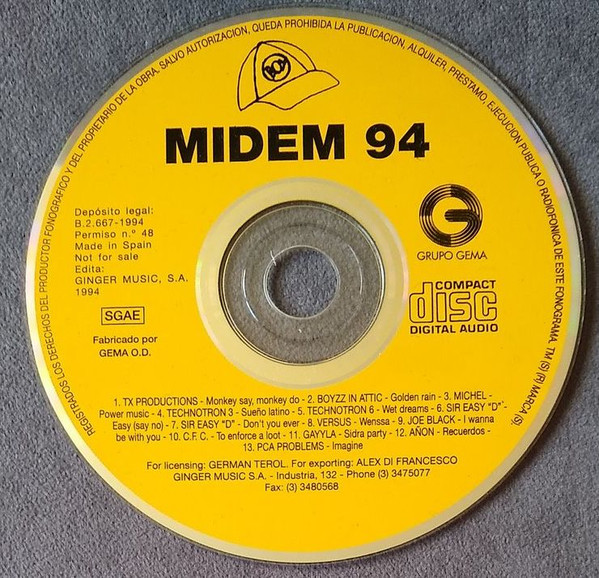 REGISTRADOS LOS DERECHOS DEL PRODUCTOR FONOGRAFICO Y DEL PROPIETARIO DE LA OBRA. SALVO AUTORIZACION, QUEDA PROHIBIDA LA PUBLICACION, ALQUILER, PRESTAMO, EJECUCION PUBLICA O RADIOFONICA DE ESTE FONOGRAMA. TM (S) (R) MARCA (S).
POP
MIDEM 94
Depósito legal:
B.2.667-1994
Permiso n.º 48
Made in Spain
Not for sale
Edita:
GINGER MUSIC, S.A.
1994
SGAE
Fabricado por
GEMA O.D.
G
GRUPO GEMA
COMPACT
disc
DIGITAL AUDIO
1. TX PRODUCTIONS - Monkey say, monkey do - 2. BOYZZ IN ATTIC - Golden rain - 3. MICHEL -
Power music - 4. TECHNOTRON 3 - Sueño latino - 5. TECHNOTRON 6 - Wet dreams - 6. SIR EASY "D" -
Easy (say no) - 7. SIR EASY "D" - Don't you ever - 8. VERSUS - Wenssa - 9. JOE BLACK - I wanna
be with you - 10. C.F.C. - To enforce a loot - 11. GAYYLA - Sidra party - 12. AÑON - Recuerdos -
13. PCA PROBLEMS - Imagine
For licensing: GERMAN TEROL. For exporting: ALEX DI FRANCESCO
GINGER MUSIC S.A. - Industria, 132 - Phone (3) 3475077
Fax: (3) 3480568